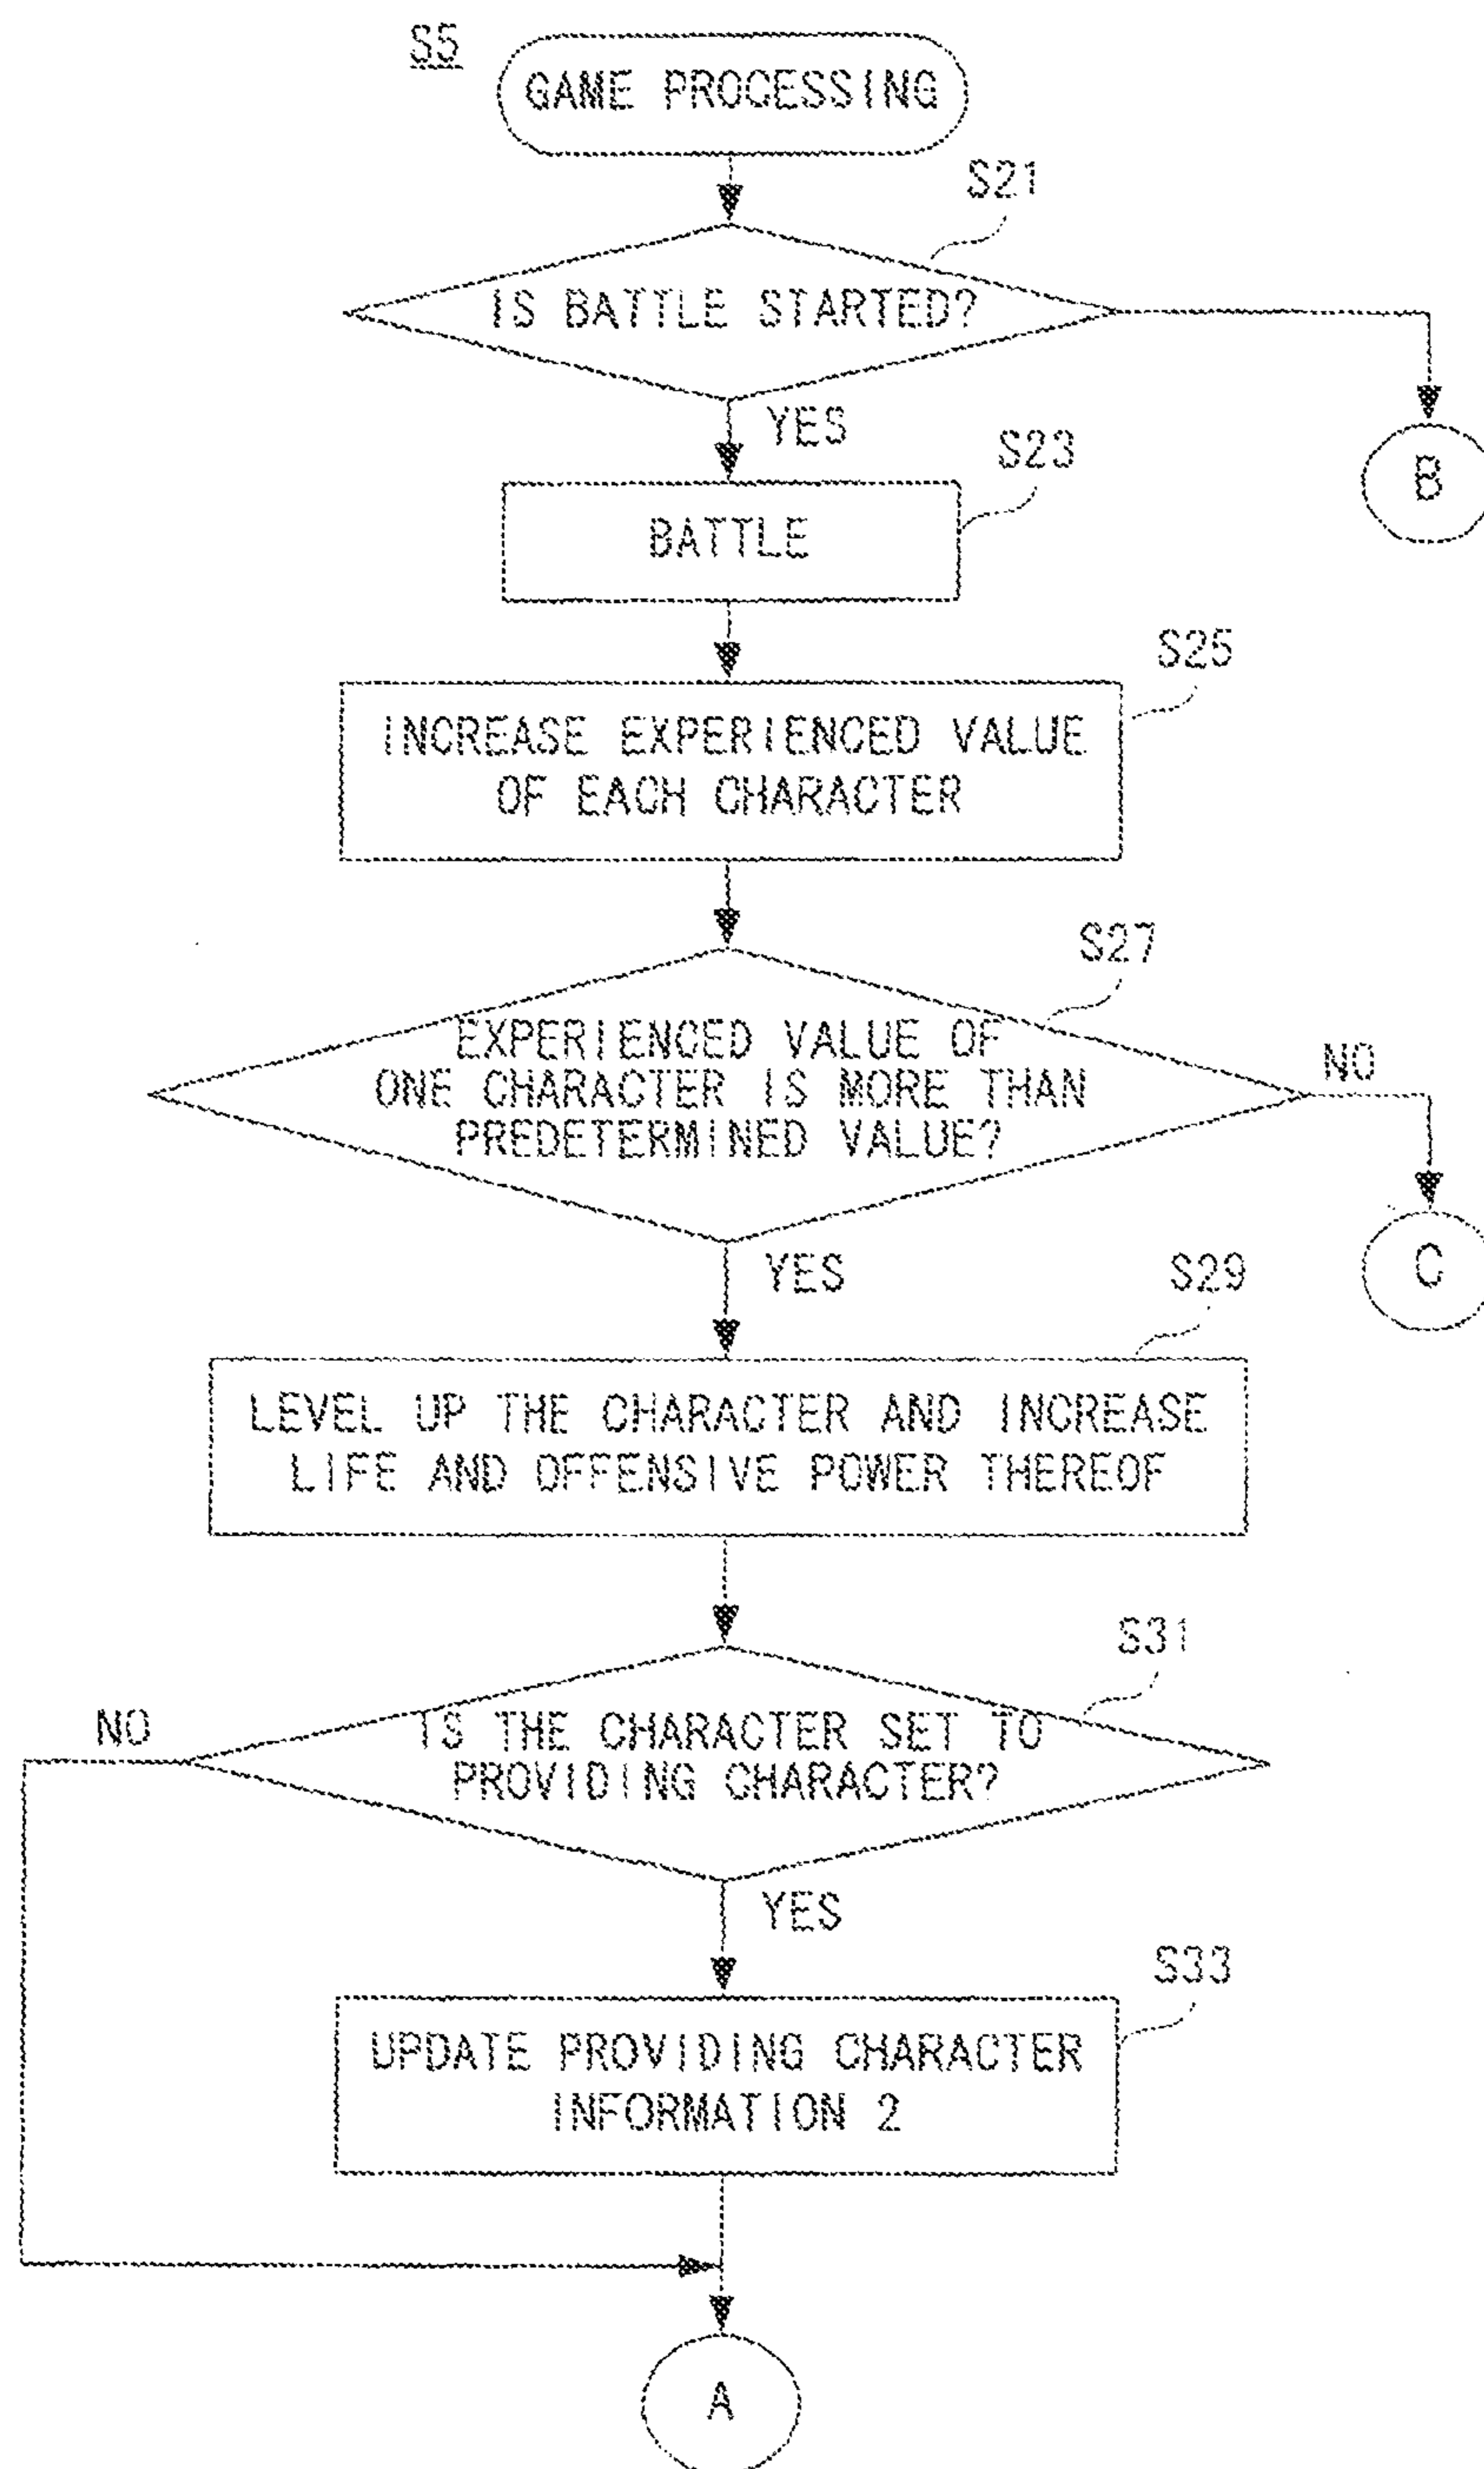 S5
GAME PROCESSING
S21
IS BATTLE STARTED?
YES
B
S23
BATTLE
S25
INCREASE EXPERIENCED VALUE
OF EACH CHARACTER
S27
EXPERIENCED VALUE OF
ONE CHARACTER IS MORE THAN
PREDETERMINED VALUE?
NO
C
YES
S29
LEVEL UP THE CHARACTER AND INCREASE
LIFE AND OFFENSIVE POWER THEREOF
S31
IS THE CHARACTER SET TO
PROVIDING CHARACTER?
NO
YES
S33
UPDATE PROVIDING CHARACTER
INFORMATION 2
A